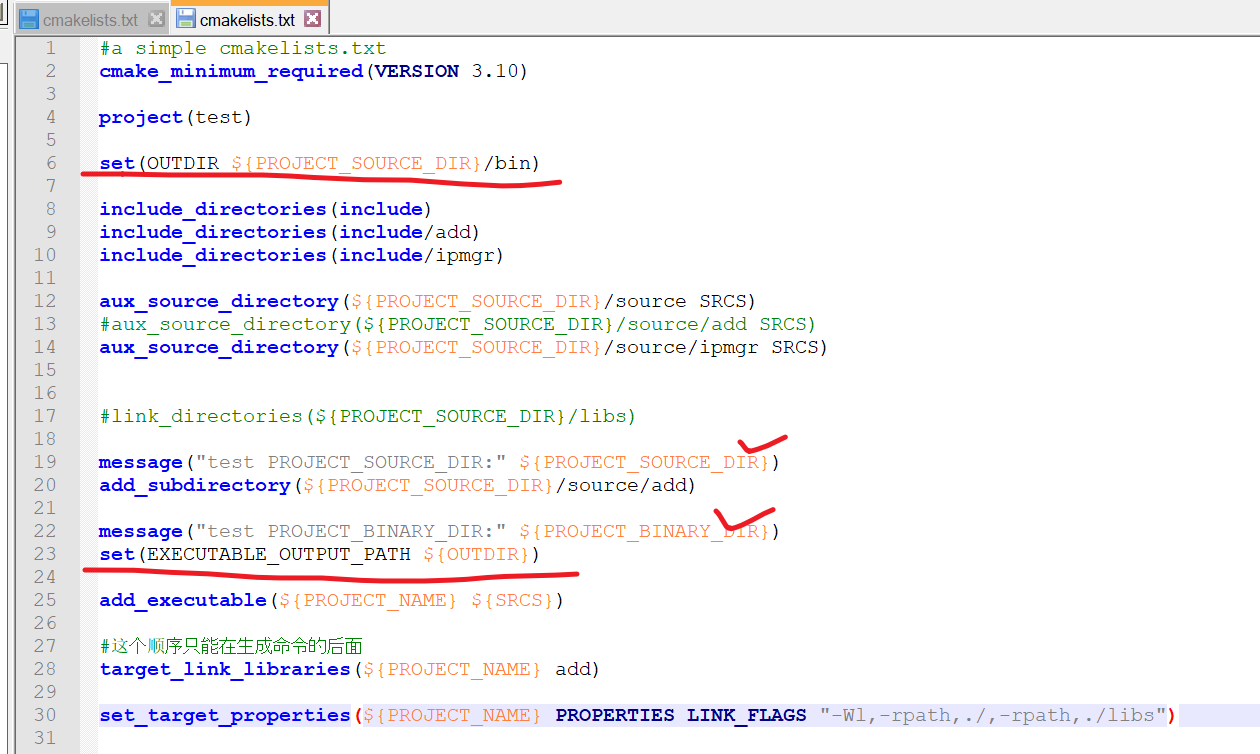 cmakelists.txt
cmakelists.txt
1 #a simple cmakelists.txt
2 cmake_minimum_required(VERSION 3.10)
3
4 project(test)
5
6 set(OUTDIR ${PROJECT_SOURCE_DIR}/bin)
7
8 include_directories(include)
9 include_directories(include/add)
10 include_directories(include/ipmgr)
11
12 aux_source_directory(${PROJECT_SOURCE_DIR}/source SRCS)
13 #aux_source_directory(${PROJECT_SOURCE_DIR}/source/add SRCS)
14 aux_source_directory(${PROJECT_SOURCE_DIR}/source/ipmgr SRCS)
15
16
17 #link_directories(${PROJECT_SOURCE_DIR}/libs)
18
19 message("test PROJECT_SOURCE_DIR:" ${PROJECT_SOURCE_DIR})
20 add_subdirectory(${PROJECT_SOURCE_DIR}/source/add)
21
22 message("test PROJECT_BINARY_DIR:" ${PROJECT_BINARY_DIR})
23 set(EXECUTABLE_OUTPUT_PATH ${OUTDIR})
24
25 add_executable(${PROJECT_NAME} ${SRCS})
26
27 #这个顺序只能在生成命令的后面
28 target_link_libraries(${PROJECT_NAME} add)
29
30 set_target_properties(${PROJECT_NAME} PROPERTIES LINK_FLAGS "-Wl,-rpath,./,-rpath,./libs")
31